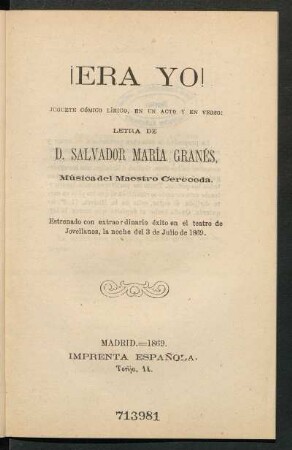 ¡ERA YO!
JUGUETE CÓMICO LÍRICO, EN UN ACTO Y EN VERSO:
LETRA DE
D. SALVADOR MARÍA GRANÉS,
Música del Maestro Cereceda.
Estrenado con extraordinario éxito en el teatro de
Jovellanos, la noche del 3 de Julio de 1869.
MADRID.=1869.
IMPRENTA ESPAÑOLA.
14.
713981